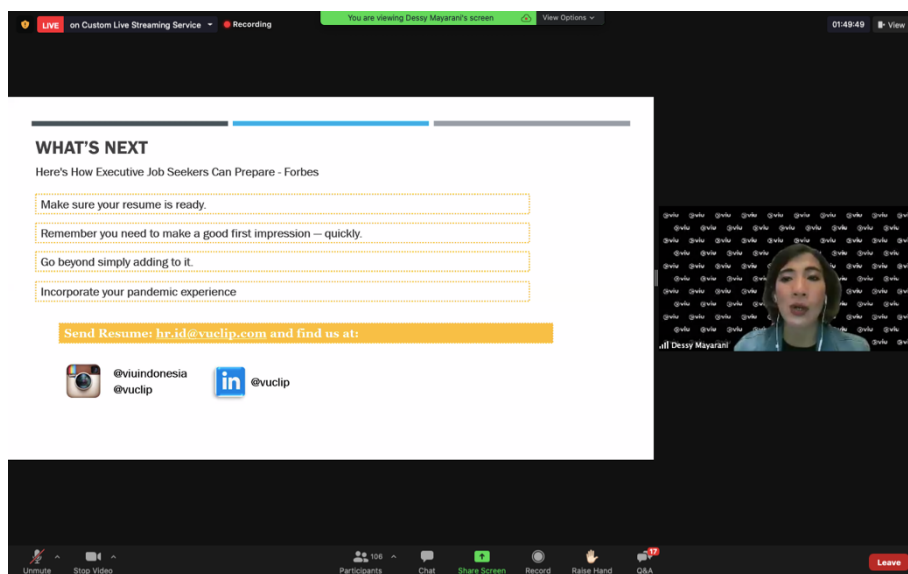 LIVE on Custom Live Streaming Service Recording
You are viewing Dessy Mayarani's screen View Options
01:49:49 View
WHAT'S NEXT
Here's How Executive Job Seekers Can Prepare - Forbes
Make sure your resume is ready.
Remember you need to make a good first impression — quickly.
Go beyond simply adding to it.
Incorporate your pandemic experience
Send Resume: hr.id@vuclip.com and find us at:
@viuindonesia
@vuclip
in @vuclip
viu
Dessy Mayarani
106 17
Unmute Stop Video Participants Chat Share Screen Record Raise Hand Q&A Leave